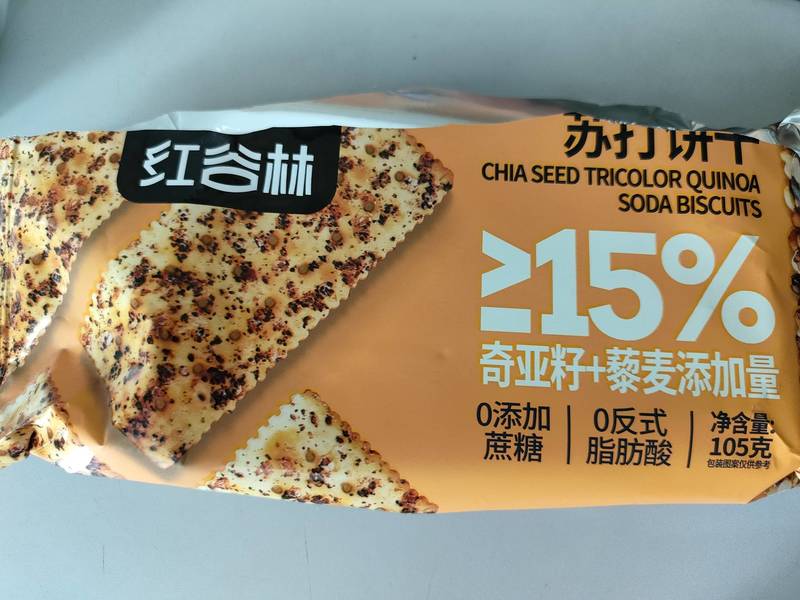 红谷林
苏打饼干
CHIA SEED TRICOLOR QUINOA
SODA BISCUITS
≥15%
奇亚籽+藜麦添加量
0添加
蔗糖
0反式
脂肪酸
净含量:
105克
包装图案仅供参考